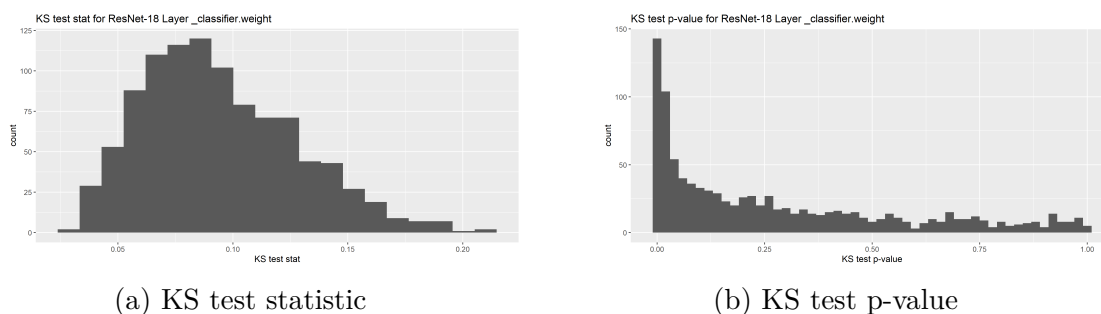 KS test stat for ResNet-18 Layer _classifier.weight
125
100
75
50
25
0
count
0.05 0.10 0.15 0.20
KS test stat
(a) KS test statistic
KS test p-value for ResNet-18 Layer _classifier.weight
150
100
50
0
count
0.00 0.25 0.50 0.75 1.00
KS test p-value
(b) KS test p-value